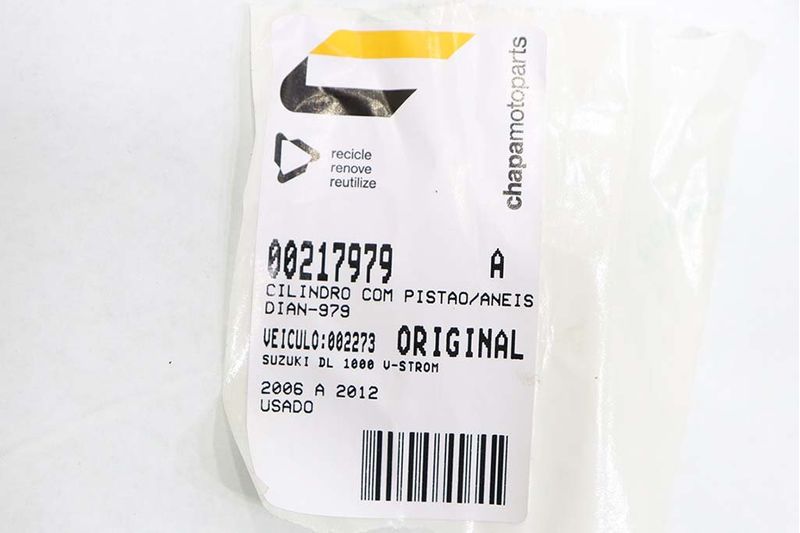 chapamotoparts
recicle
renove
reutilize
00217979 A
CILINDRO COM PISTAO/ANEIS
DIAN-979
VEICULO:002273 ORIGINAL
SUZUKI DL 1000 V-STROM
2006 A 2012
USADO